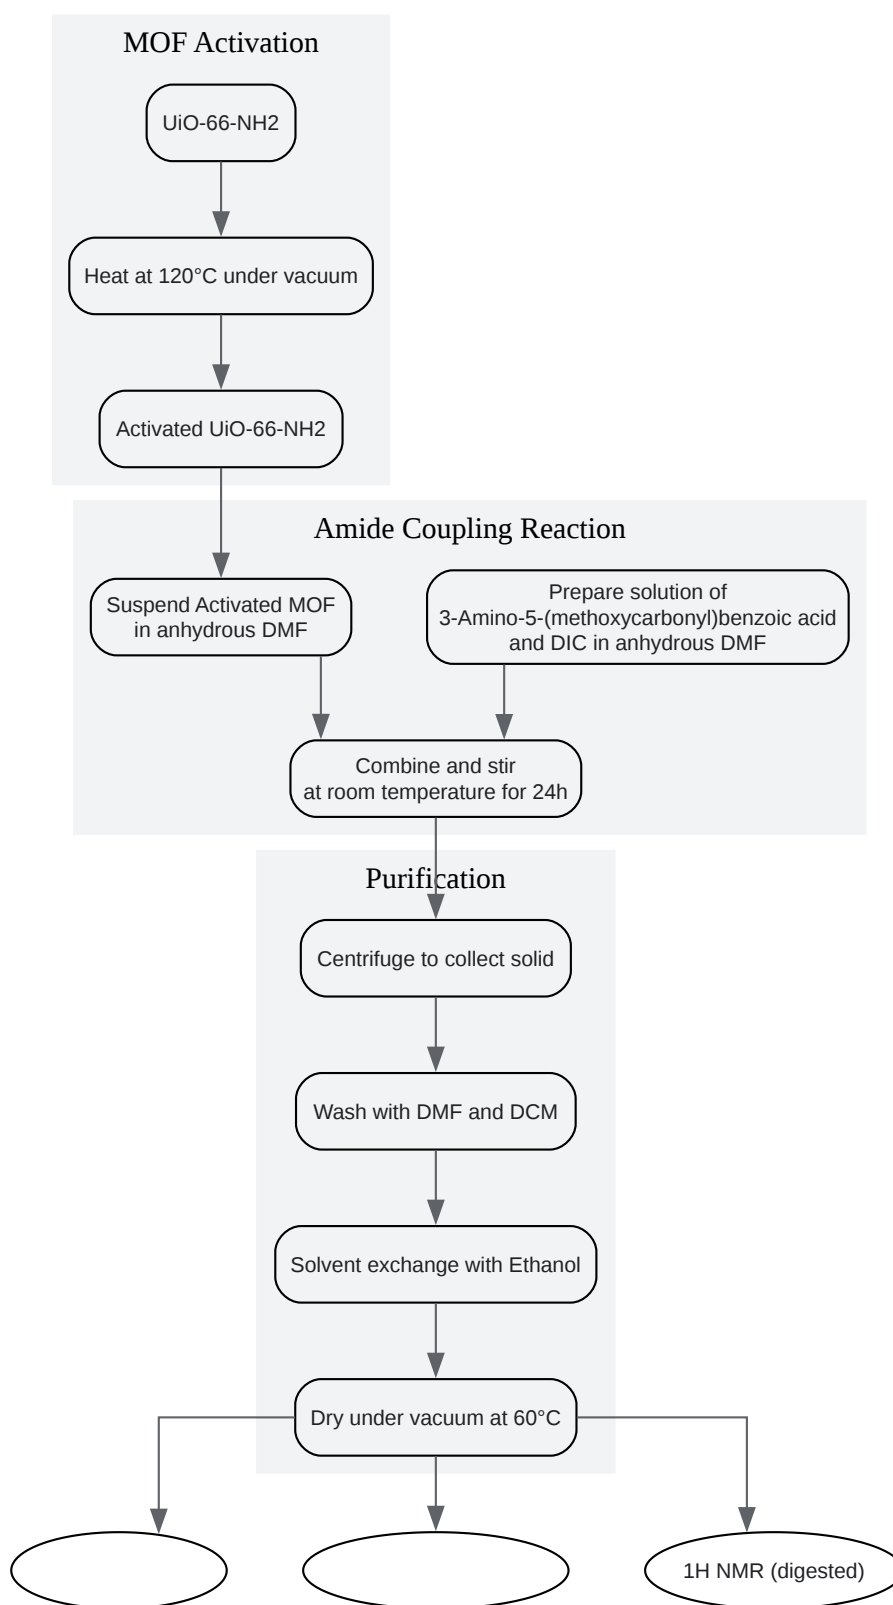 MOF Activation
UiO-66-NH2
Heat at 120°C under vacuum
Activated UiO-66-NH2
Amide Coupling Reaction
Suspend Activated MOF
in anhydrous DMF
Prepare solution of
3-Amino-5-(methoxycarbonyl)benzoic acid
and DIC in anhydrous DMF
Combine and stir
at room temperature for 24h
Purification
Centrifuge to collect solid
Wash with DMF and DCM
Solvent exchange with Ethanol
Dry under vacuum at 60°C
1H NMR (digested)